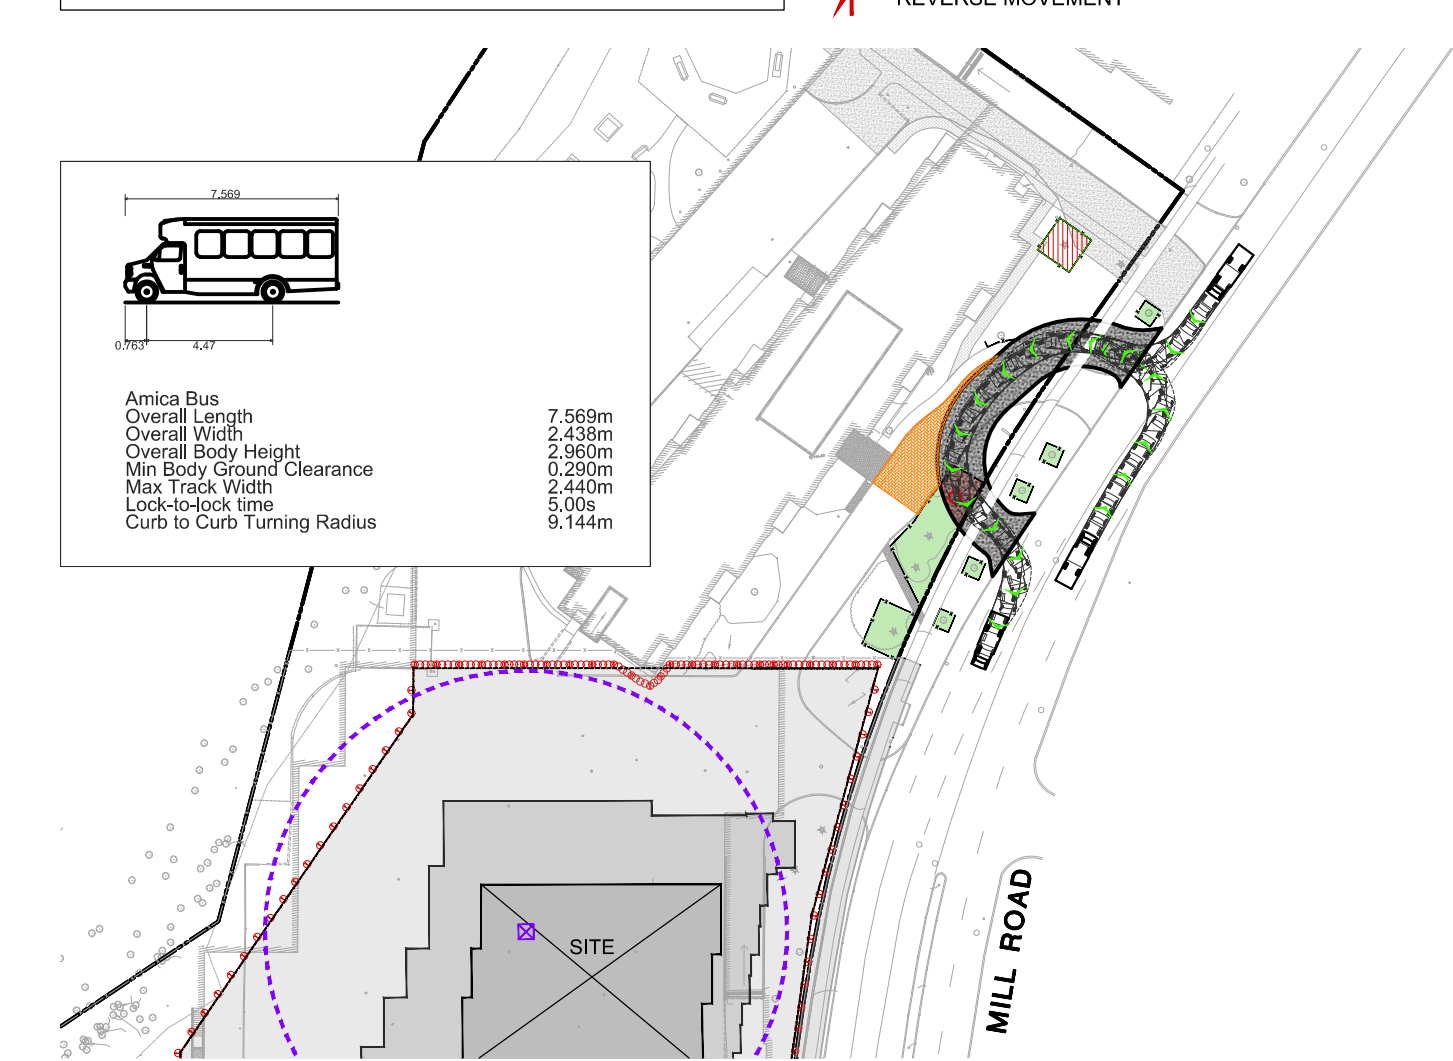 REVERSE MOVEMENT
7.569
0.763
4.47
Amica Bus
Overall Length 7.569m
Overall Width 2.438m
Overall Body Height 2.960m
Min Body Ground Clearance 0.290m
Max Track Width 2.440m
Lock-to-lock time 5.00s
Curb to Curb Turning Radius 9.144m
SITE
MILL ROAD